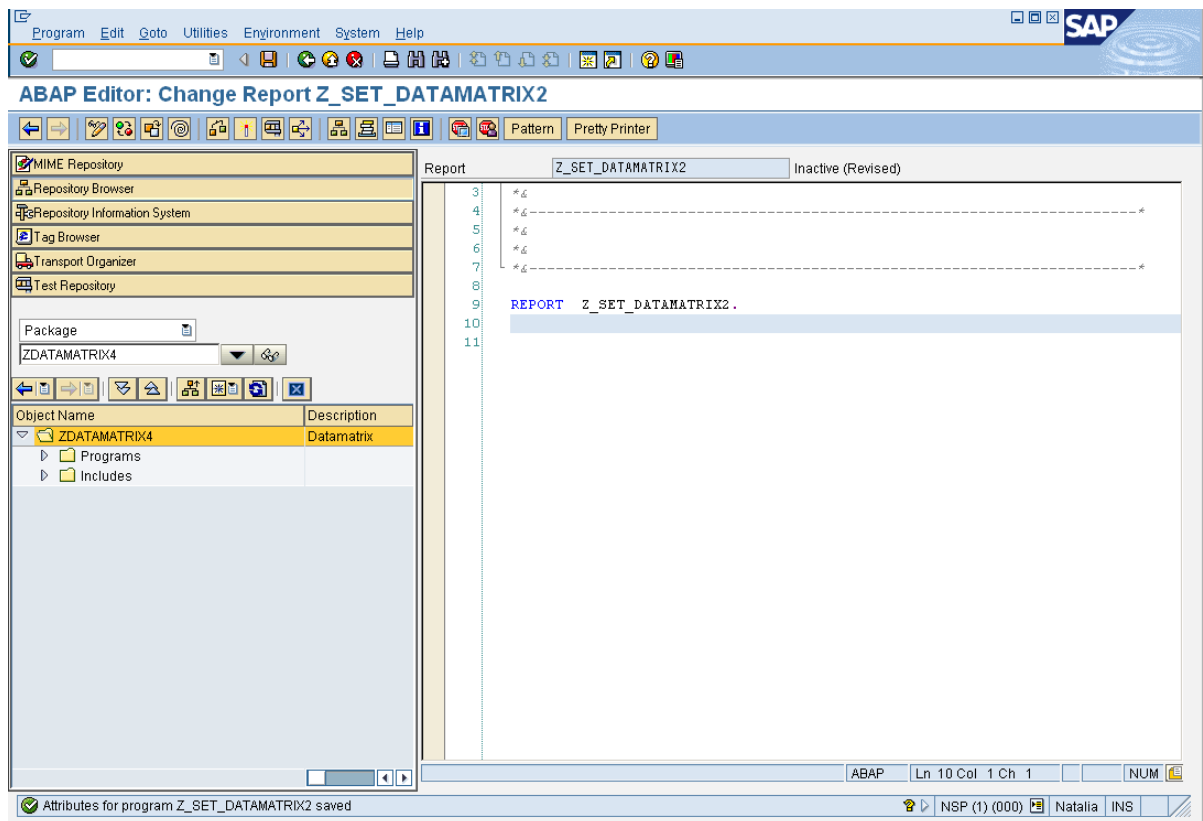 Program Edit Goto Utilities Environment System Help
SAP
ABAP Editor: Change Report Z_SET_DATAMATRIX2
Pattern Pretty Printer
MIME Repository
Repository Browser
Repository Information System
Tag Browser
Transport Organizer
Test Repository
Package
ZDATAMATRIX4
Object Name Description
ZDATAMATRIX4 Datamatrix
Programs
Includes
Report Z_SET_DATAMATRIX2 Inactive (Revised)
3 *&
4 *&---------------------------------------------------------------------*
5 *&
6 *&
7 *&---------------------------------------------------------------------*
8
9 REPORT Z_SET_DATAMATRIX2.
10
11
ABAP Ln 10 Col 1 Ch 1 NUM
Attributes for program Z_SET_DATAMATRIX2 saved NSP (1) (000) Natalia INS